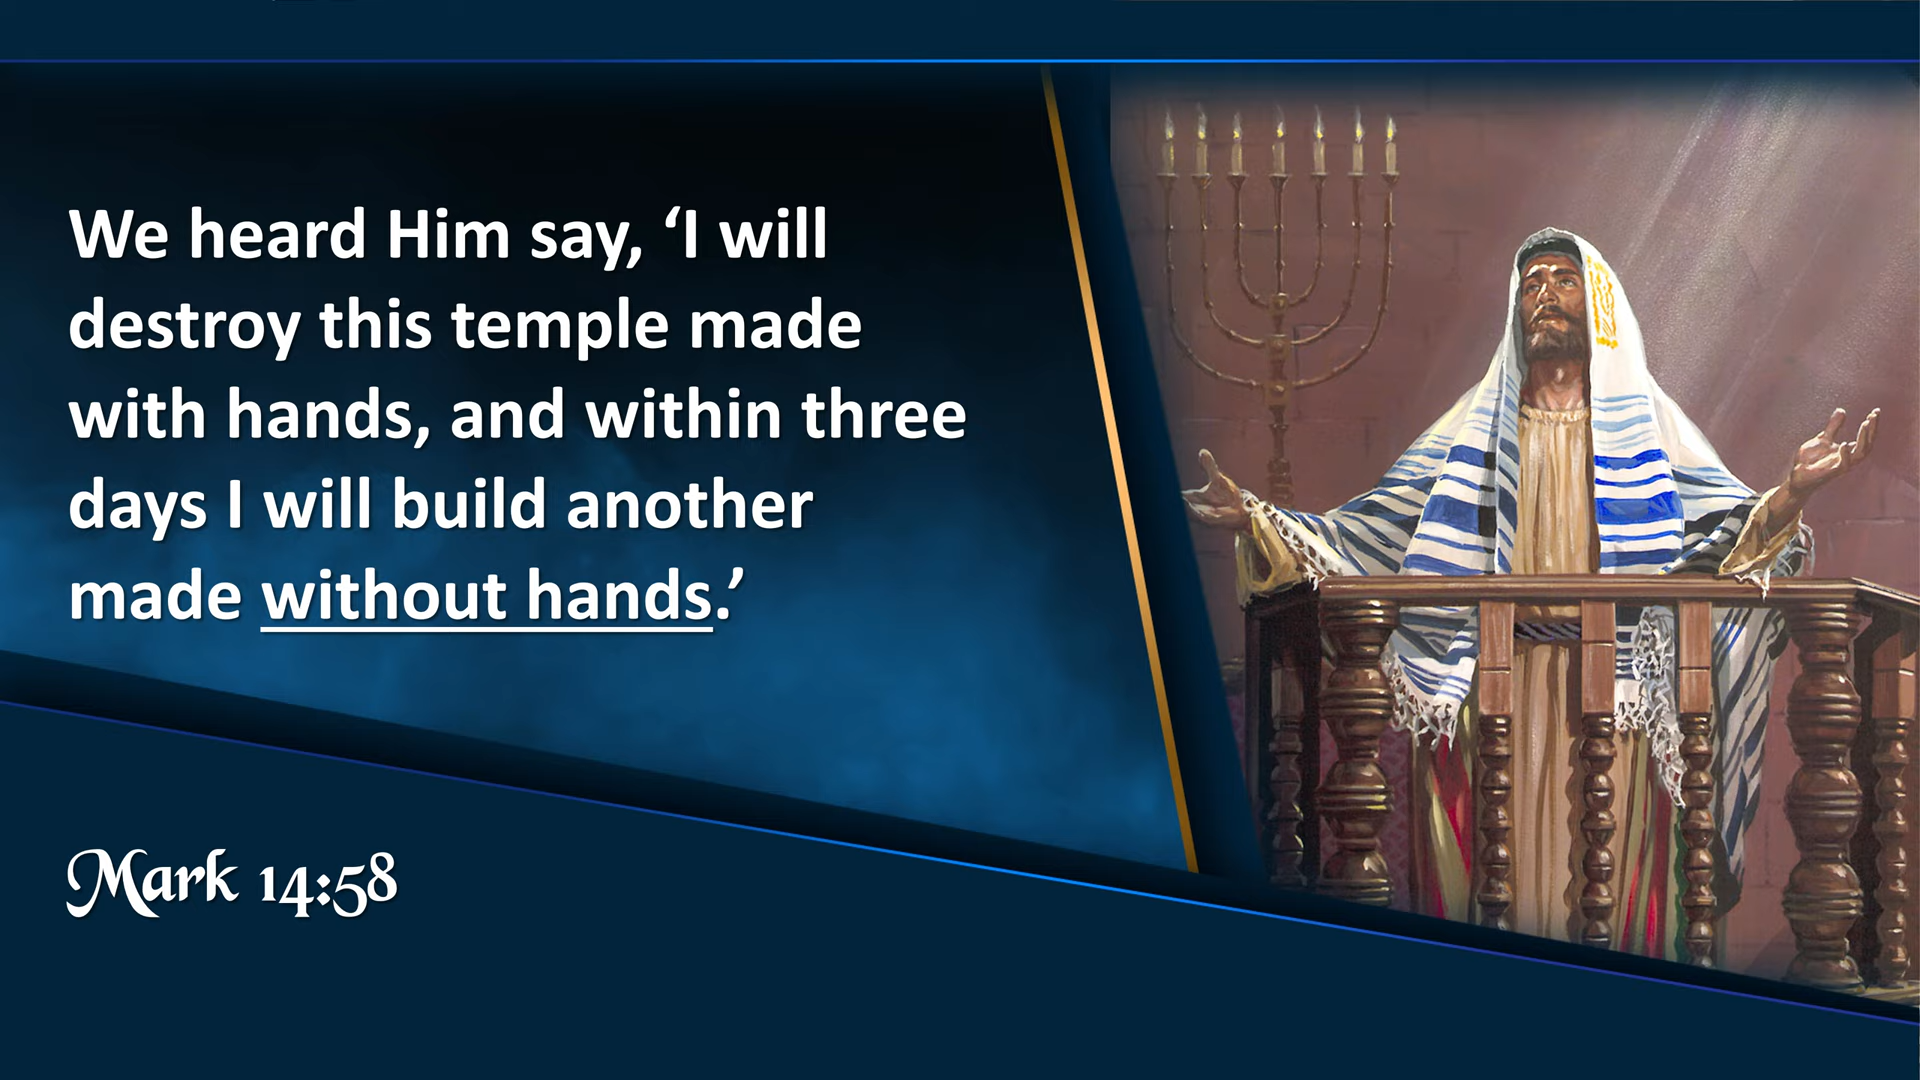 We heard Him say, ‘I will
destroy this temple made
with hands, and within three
days I will build another
made without hands.’
Mark 14:58